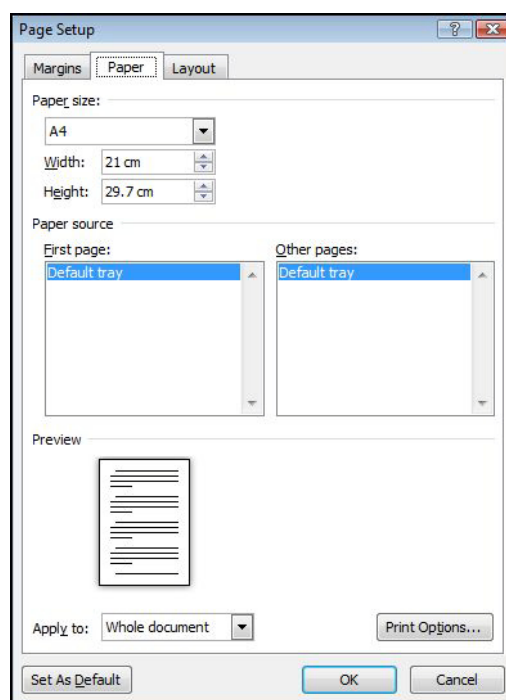 Page Setup
Margins Paper Layout
Paper size:
A4
Width: 21 cm
Height: 29.7 cm
Paper source
First page: Other pages:
Default tray Default tray
Preview
Apply to: Whole document Print Options...
Set As Default OK Cancel